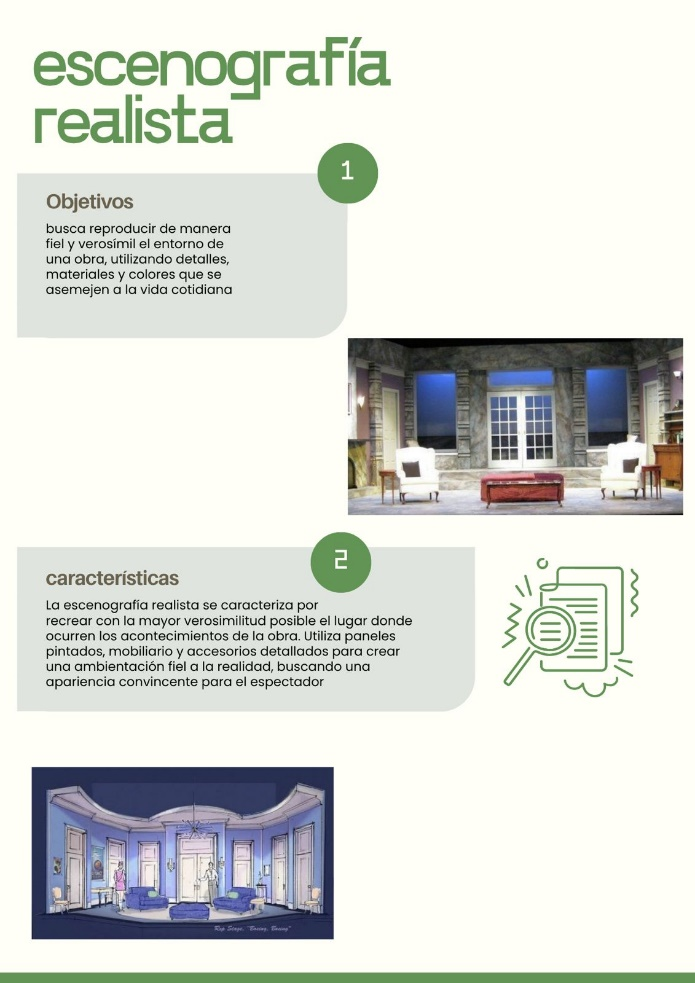 escenografía
realista
1
Objetivos
busca reproducir de manera
fiel y verosímil el entorno de
una obra, utilizando detalles,
materiales y colores que se
asemejen a la vida cotidiana
2
características
La escenografía realista se caracteriza por
recrear con la mayor verosimilitud posible el lugar donde
ocurren los acontecimientos de la obra. Utiliza paneles
pintados, mobiliario y accesorios detallados para crear
una ambientación fiel a la realidad, buscando una
apariencia convincente para el espectador
Rep Stage, "Boeing, Boeing"